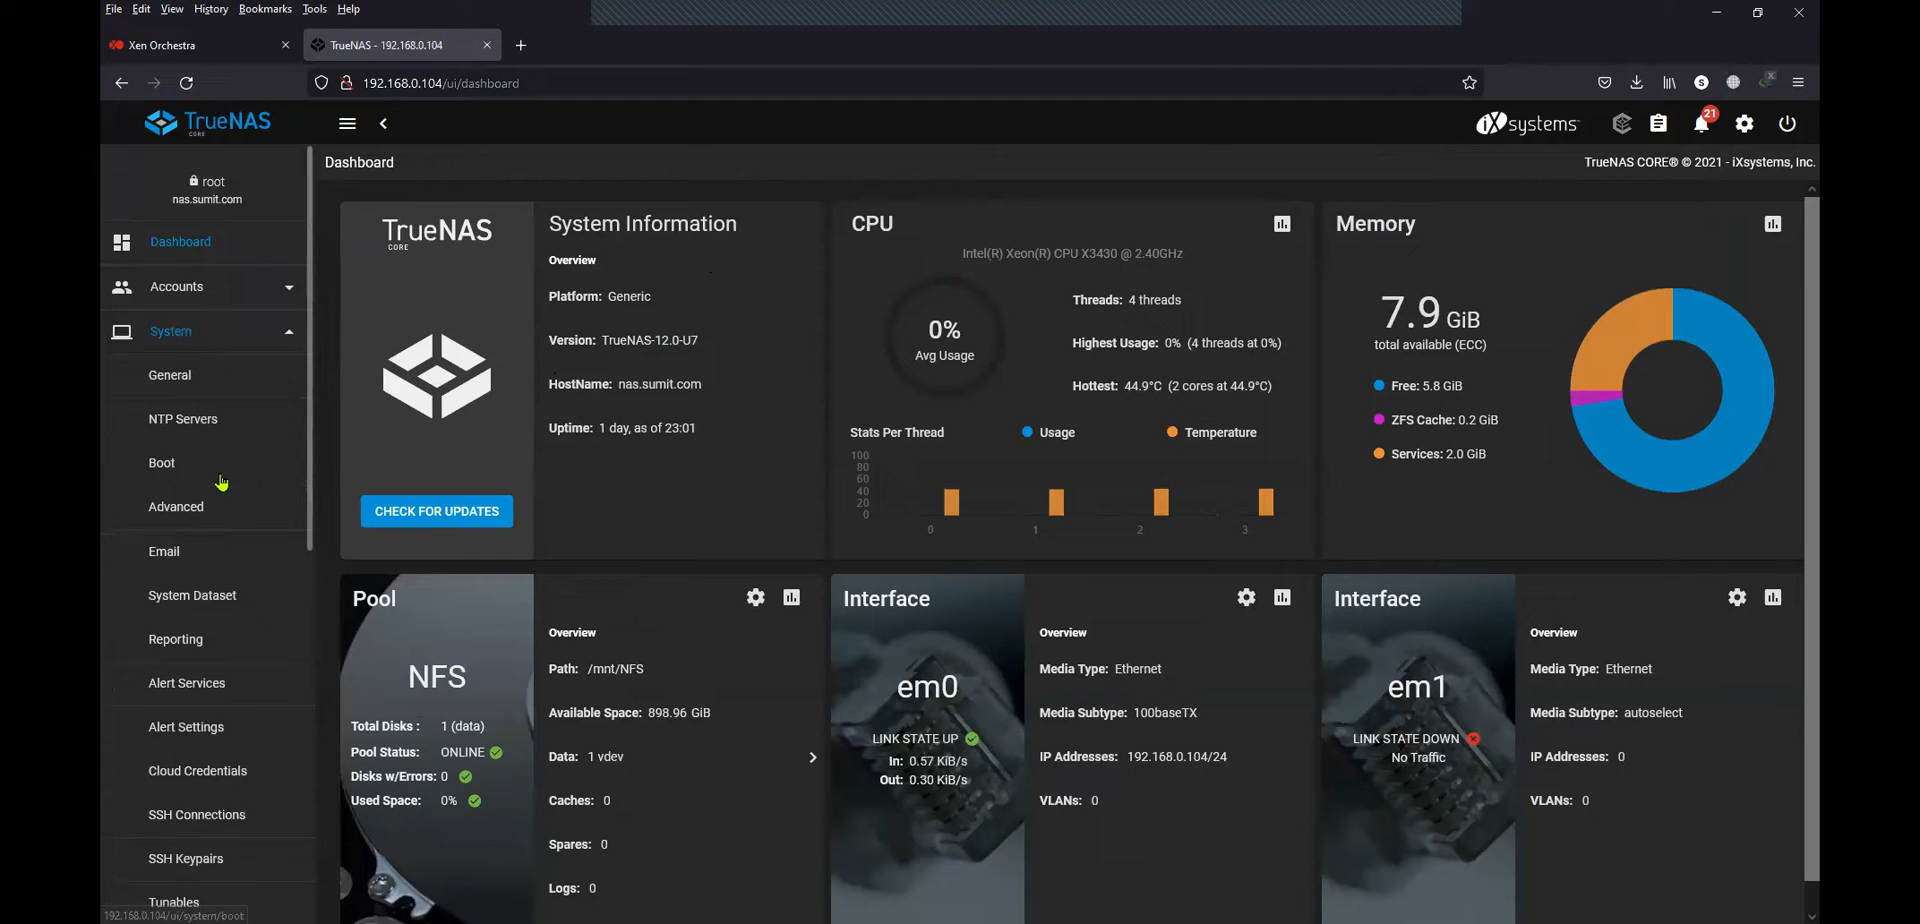 File Edit View History Bookmarks Tools Help
Xen Orchestra
TrueNAS - 192.168.0.104
192.168.0.104/ui/dashboard
TrueNAS
CORE
iXsystems
21
root
nas.sumit.com
Dashboard
TrueNAS CORE® © 2021 - iXsystems, Inc.
Dashboard
Accounts
System
General
NTP Servers
Boot
Advanced
Email
System Dataset
Reporting
Alert Services
Alert Settings
Cloud Credentials
SSH Connections
SSH Keypairs
Tunables
192.168.0.104/ui/system/boot
TrueNAS
CORE
CHECK FOR UPDATES
System Information
Overview
Platform: Generic
Version: TrueNAS-12.0-U7
HostName: nas.sumit.com
Uptime: 1 day, as of 23:01
CPU
Intel(R) Xeon(R) CPU X3430 @ 2.40GHz
0%
Avg Usage
Threads: 4 threads
Highest Usage: 0% (4 threads at 0%)
Hottest: 44.9°C (2 cores at 44.9°C)
Stats Per Thread
Usage
Temperature
100
80
60
40
20
0
0 1 2 3
Memory
7.9 GiB
total available (ECC)
Free: 5.8 GiB
ZFS Cache: 0.2 GiB
Services: 2.0 GiB
Pool
NFS
Total Disks : 1 (data)
Pool Status: ONLINE
Disks w/Errors: 0
Used Space: 0%
Overview
Path: /mnt/NFS
Available Space: 898.96 GiB
Data: 1 vdev
Caches: 0
Spares: 0
Logs: 0
Interface
em0
LINK STATE UP
In: 0.57 KiB/s
Out: 0.30 KiB/s
Overview
Media Type: Ethernet
Media Subtype: 100baseTX
IP Addresses: 192.168.0.104/24
VLANs: 0
Interface
em1
LINK STATE DOWN
No Traffic
Overview
Media Type: Ethernet
Media Subtype: autoselect
IP Addresses: 0
VLANs: 0